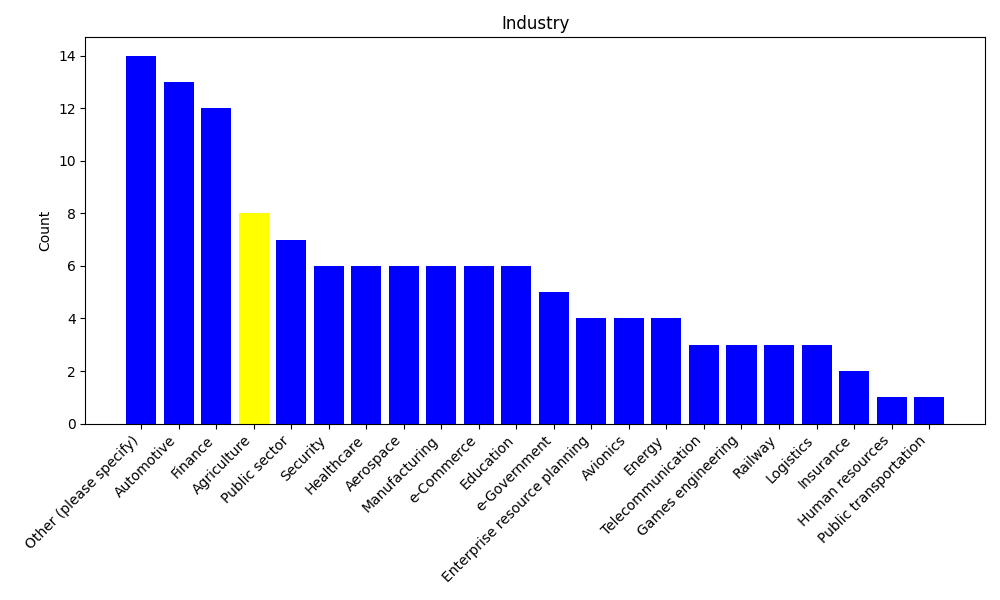 Industry
Count
14
12
10
8
6
4
2
0
Other (please specify)
Automotive
Finance
Agriculture
Public sector
Security
Healthcare
Aerospace
Manufacturing
e-Commerce
Education
e-Government
Enterprise resource planning
Avionics
Energy
Telecommunication
Games engineering
Railway
Logistics
Insurance
Human resources
Public transportation